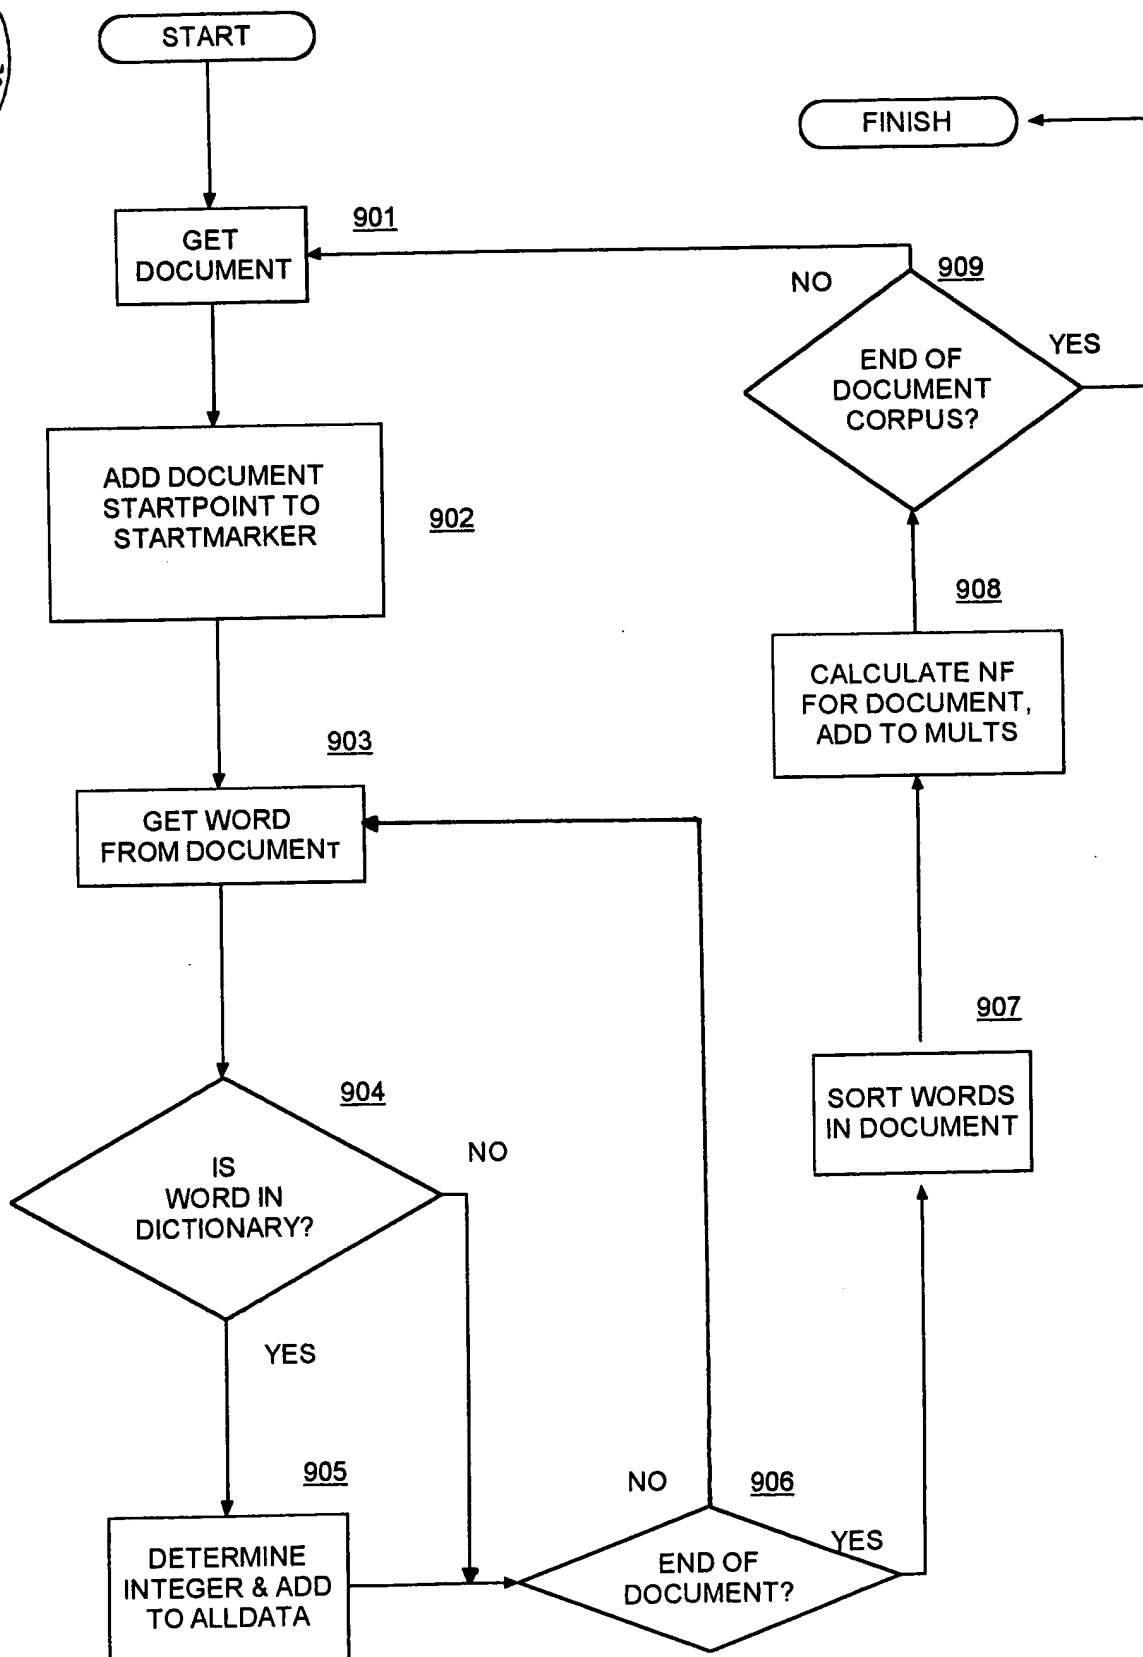 START
FINISH
901
GET
DOCUMENT
909
NO
YES
END OF
DOCUMENT
CORPUS?
ADD DOCUMENT
STARTPOINT TO
STARTMARKER
902
908
CALCULATE NF
FOR DOCUMENT,
ADD TO MULTS
903
GET WORD
FROM DOCUMENT
907
SORT WORDS
IN DOCUMENT
904
NO
IS
WORD IN
DICTIONARY?
YES
905
DETERMINE
INTEGER & ADD
TO ALLDATA
NO
906
YES
END OF
DOCUMENT?